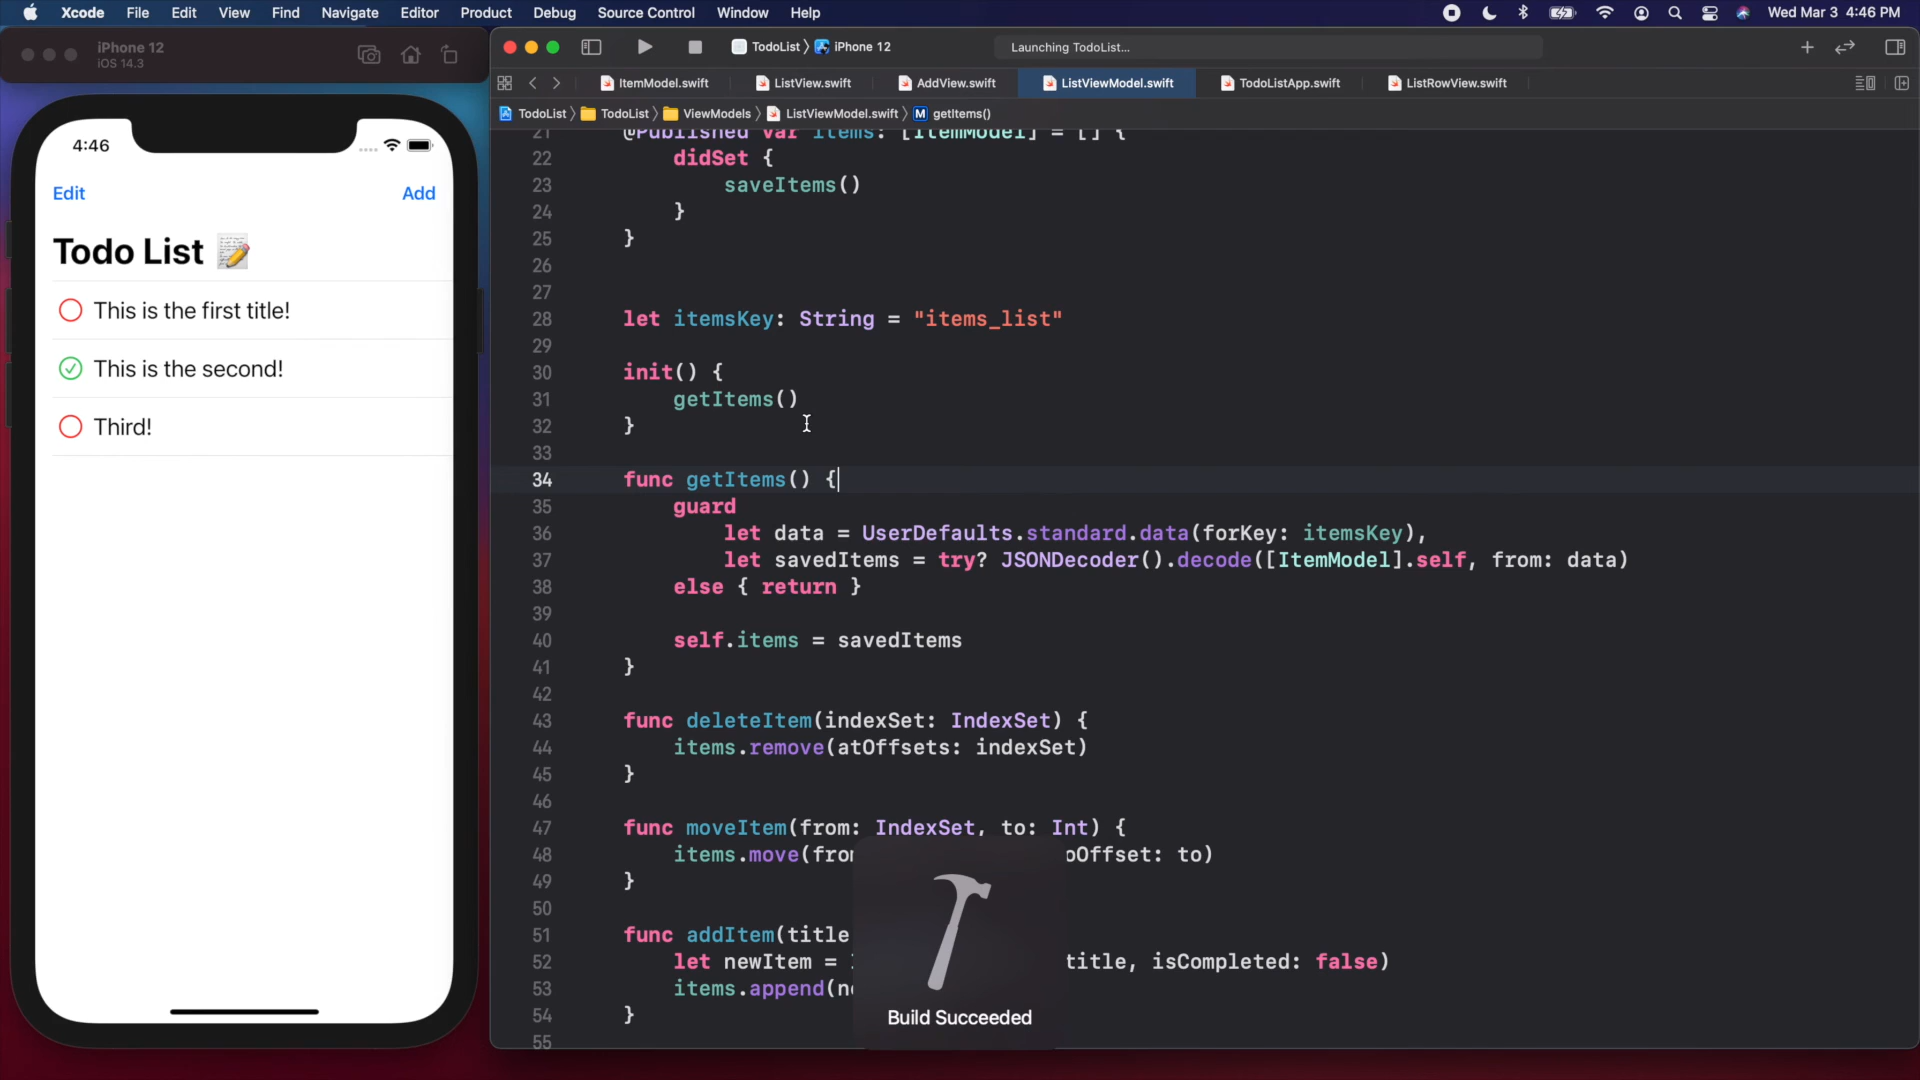 Xcode File Edit View Find Navigate Editor Product Debug Source Control Window Help Wed Mar 3 4:46 PM
iPhone 12
iOS 14.3
4:46
Edit Add
Todo List
This is the first title!
This is the second!
Third!
TodoList iPhone 12 Launching TodoList...
ItemModel.swift ListView.swift AddView.swift ListViewModel.swift TodoListApp.swift ListRowView.swift
TodoList TodoList ViewModels ListViewModel.swift M getItems()
21 @Published var items: [ItemModel] = [] {
22 didSet {
23 saveItems()
24 }
25 }
26
27
28 let itemsKey: String = "items_list"
29
30 init() {
31 getItems()
32 }
33
34 func getItems() {
35 guard
36 let data = UserDefaults.standard.data(forKey: itemsKey),
37 let savedItems = try? JSONDecoder().decode([ItemModel].self, from: data)
38 else { return }
39
40 self.items = savedItems
41 }
42
43 func deleteItem(indexSet: IndexSet) {
44 items.remove(atOffsets: indexSet)
45 }
46
47 func moveItem(from: IndexSet, to: Int) {
48 items.move(fro oOffset: to)
49 }
50
51 func addItem(title
52 let newItem = title, isCompleted: false)
53 items.append(ne
54 }
55
Build Succeeded